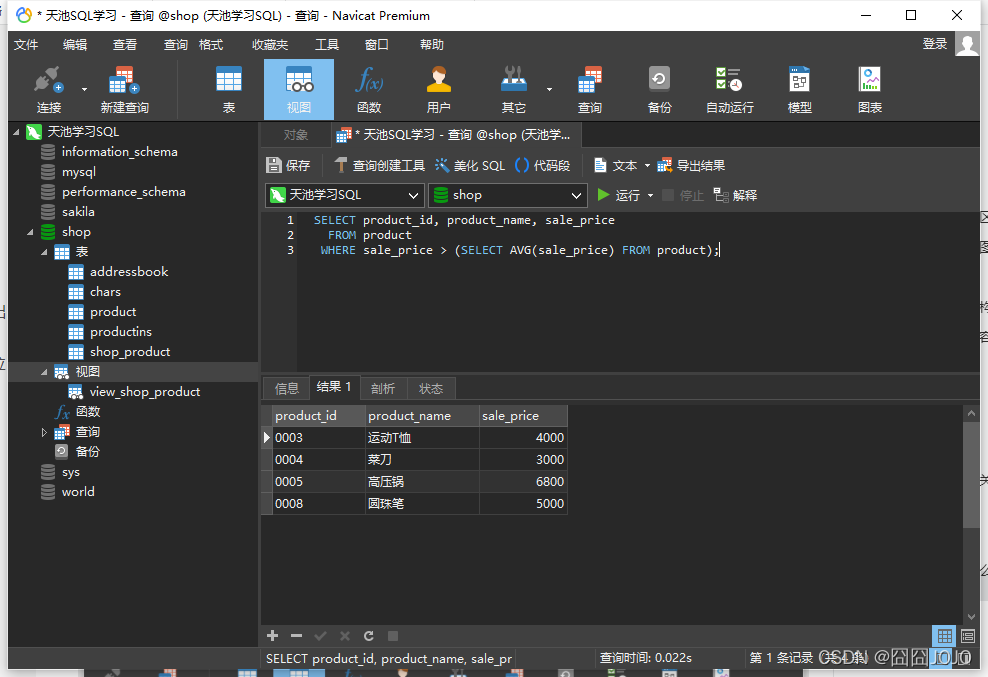 * 天池SQL学习 - 查询 @shop (天池学习SQL) - 查询 - Navicat Premium
文件 编辑 查看 查询 格式 收藏夹 工具 窗口 帮助 登录
连接 新建查询 表 视图 函数 用户 其它 查询 备份 自动运行 模型 图表
天池学习SQL
information_schema
mysql
performance_schema
sakila
shop
表
addressbook
chars
product
productins
shop_product
视图
view_shop_product
函数
查询
备份
sys
world
对象 * 天池SQL学习 - 查询 @shop (天池学...
保存 查询创建工具 美化 SQL 代码段 文本 导出结果
天池学习SQL shop 运行 停止 解释
1 SELECT product_id, product_name, sale_price
2 FROM product
3 WHERE sale_price > (SELECT AVG(sale_price) FROM product);
信息 结果 1 剖析 状态
product_id product_name sale_price
0003 运动T恤 4000
0004 菜刀 3000
0005 高压锅 6800
0008 圆珠笔 5000
SELECT product_id, product_name, sale_pr 查询时间: 0.022s 第 1 条记录
CSDN @囧囧JOJO